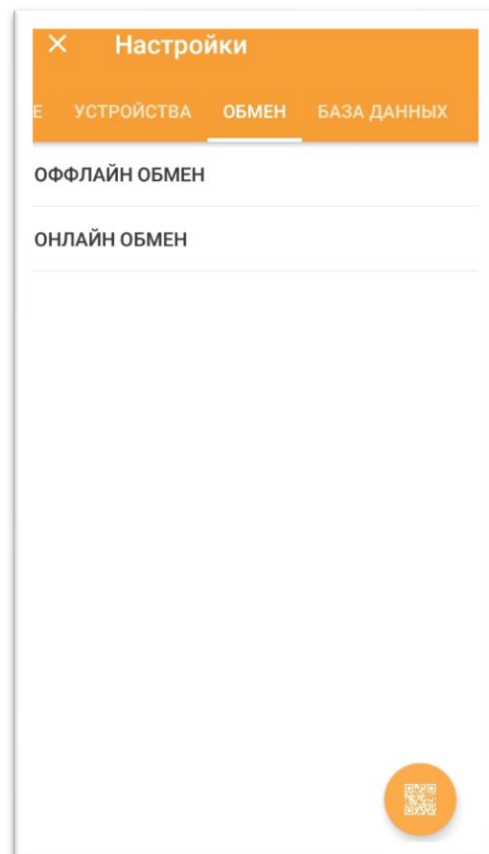 × Настройки
Е УСТРОЙСТВА ОБМЕН БАЗА ДАННЫХ
ОФФЛАЙН ОБМЕН
ОНЛАЙН ОБМЕН